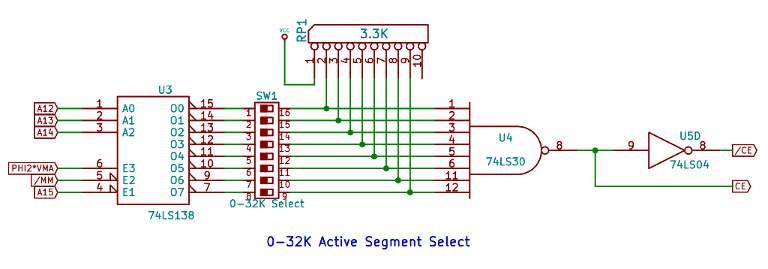 VCC
RP1
3.3K
1 2 3 4 5 6 7 8 9 10
U3
SW1
A12 1 A0 O0 15 1 16 1
A13 2 A1 O1 14 2 15 2
A14 3 A2 O2 13 3 14 3 U4
O3 12 4 13 4 8 9 U5D 8 /CE
O4 11 5 12 5 74LS30 74LS04
PHI2*VMA 6 E3 O5 10 6 11 6
/MM 5 E2 O6 9 7 10 11
A15 4 E1 O7 7 8 9 12 CE
74LS138
0-32K Select
0-32K Active Segment Select